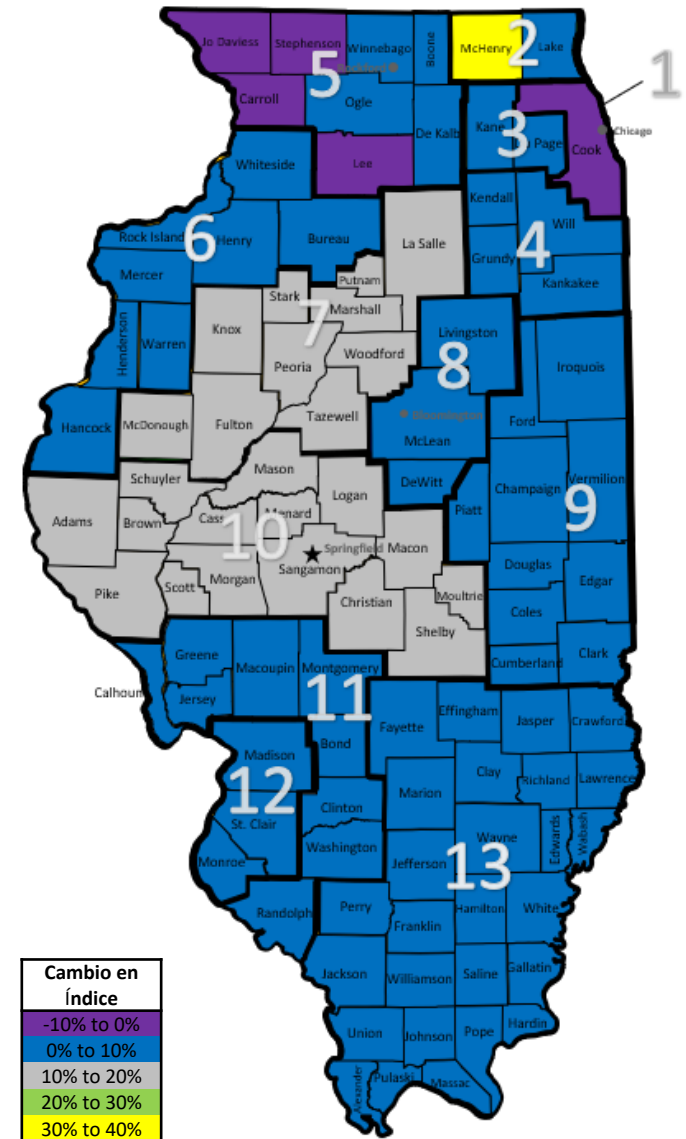 Jo Daviess
Stephenson
Winnebago
Boone
McHenry
Lake
2
1
5
Rockford
Carroll
Ogle
De Kalb
Kane
3
Page
Cook
Chicago
Lee
Whiteside
Kendall
Rock Island
6
Henry
Bureau
La Salle
Will
4
Grundy
Mercer
Putnam
Kankakee
Stark
7
Marshall
Henderson
Warren
Knox
Peoria
Woodford
Livingston
8
Iroquois
Hancock
McDonough
Fulton
Tazewell
Bloomington
McLean
Ford
Mason
Schuyler
Logan
DeWitt
Champaign
Vermilion
9
Adams
Brown
Cass
Menard
Piatt
10
Springfield
Macon
Sangamon
Douglas
Edgar
Pike
Scott
Morgan
Christian
Moultrie
Coles
Shelby
Greene
Macoupin
Montgomery
Cumberland
Clark
Calhoun
Jersey
11
Fayette
Effingham
Jasper
Crawford
Madison
Bond
12
Clay
Richland
Lawrence
Marion
Clinton
St. Clair
Wayne
Edwards
Wabash
Washington
Monroe
Jefferson
13
Randolph
Perry
Hamilton
White
Franklin
Jackson
Williamson
Saline
Gallatin
Union
Johnson
Pope
Hardin
Alexander
Pulaski
Massac
Cambio en
Índice
-10% to 0%
0% to 10%
10% to 20%
20% to 30%
30% to 40%